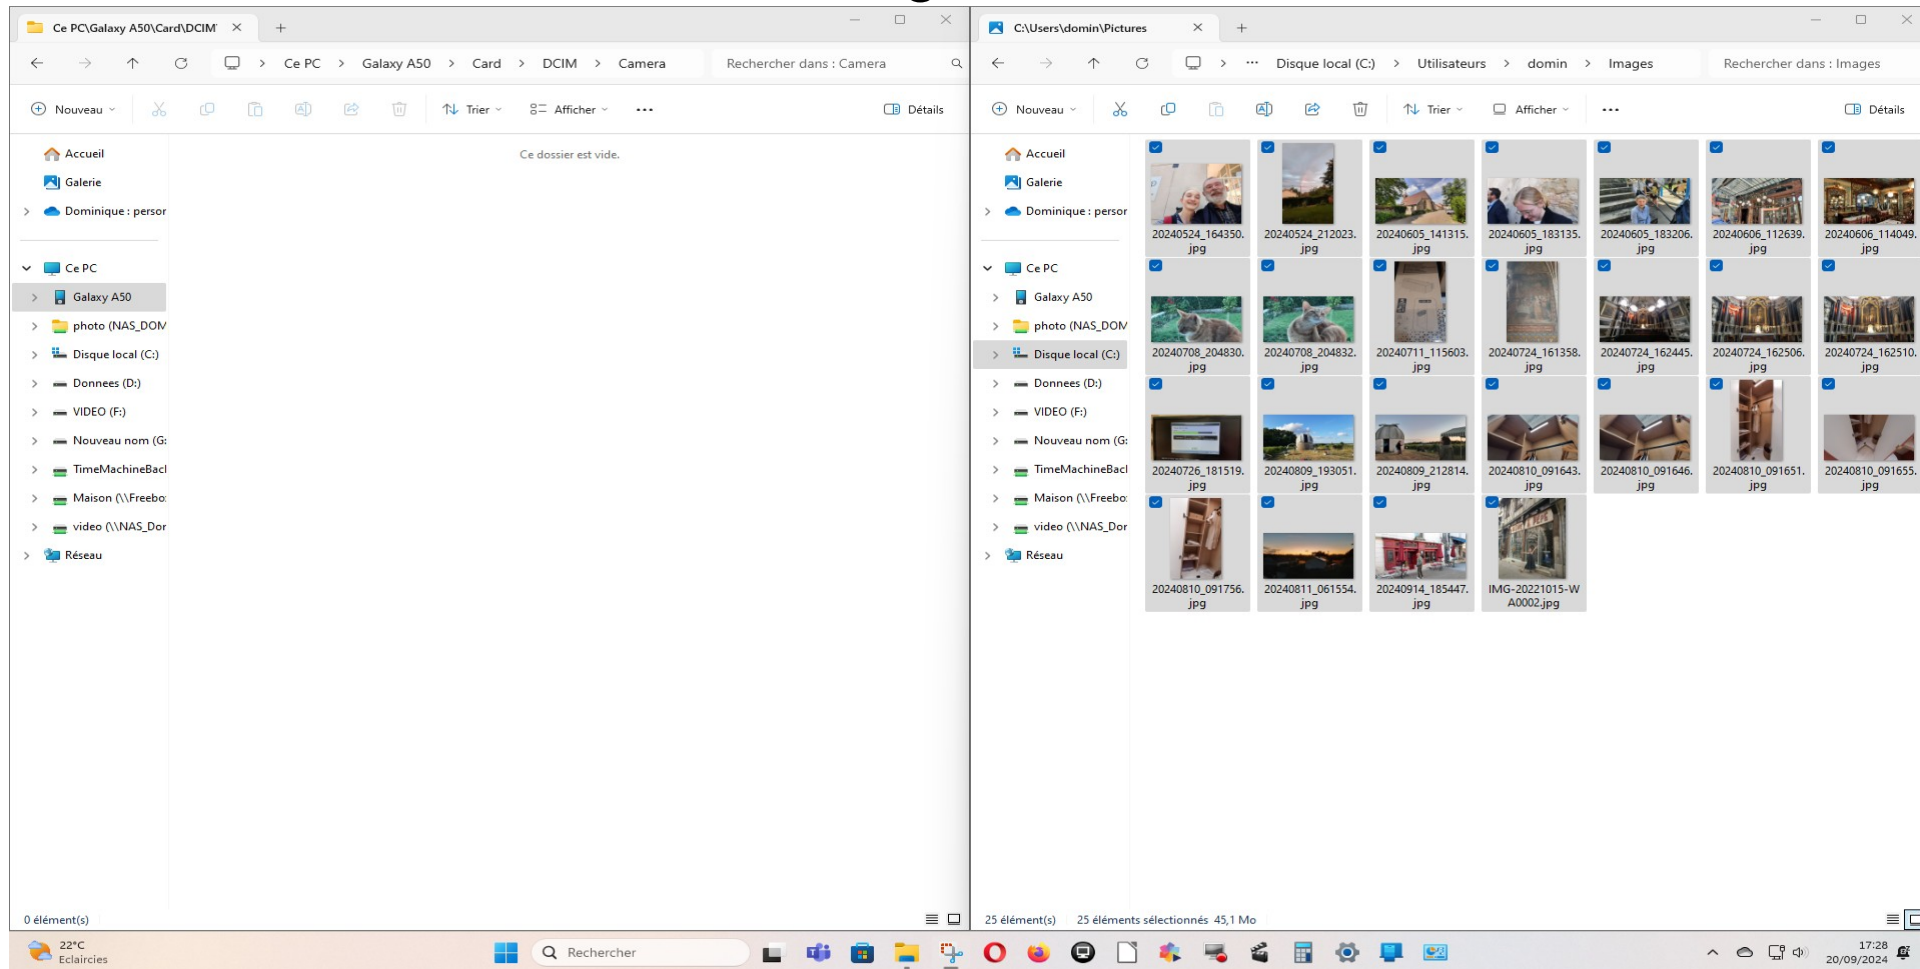 Ce PC\Galaxy A50\Card\DCIM
Ce PC > Galaxy A50 > Card > DCIM > Camera
Rechercher dans : Camera
Nouveau
Trier
Afficher
Détails
Accueil
Galerie
Dominique : person
Ce PC
Galaxy A50
photo (NAS_DOM
Disque local (C:)
Donnees (D:)
VIDEO (F:)
Nouveau nom (G:
TimeMachineBac
Maison (\\Freebo
video (\\NAS_Dor
Réseau
Ce dossier est vide.
0 élément(s)
C:\Users\domin\Pictures
Disque local (C:) > Utilisateurs > domin > Images
Rechercher dans : Images
Nouveau
Trier
Afficher
Détails
Accueil
Galerie
Dominique : person
Ce PC
Galaxy A50
photo (NAS_DOM
Disque local (C:)
Donnees (D:)
VIDEO (F:)
Nouveau nom (G:
TimeMachineBac
Maison (\\Freebo
video (\\NAS_Dor
Réseau
20240524_164350.
jpg
20240524_212023.
jpg
20240605_141315.
jpg
20240605_183135.
jpg
20240605_183206.
jpg
20240606_112639.
jpg
20240606_114049.
jpg
20240708_204830.
jpg
20240708_204832.
jpg
20240711_115603.
jpg
20240724_161358.
jpg
20240724_162445.
jpg
20240724_162506.
jpg
20240724_162510.
jpg
20240726_181519.
jpg
20240809_193051.
jpg
20240809_212814.
jpg
20240810_091643.
jpg
20240810_091646.
jpg
20240810_091651.
jpg
20240810_091655.
jpg
20240810_091756.
jpg
20240811_061554.
jpg
20240914_185447.
jpg
IMG-20221015-W
A0002.jpg
25 élément(s)
25 éléments sélectionnés 45,1 Mo
22°C
Eclaircies
Rechercher
17:28
20/09/2024